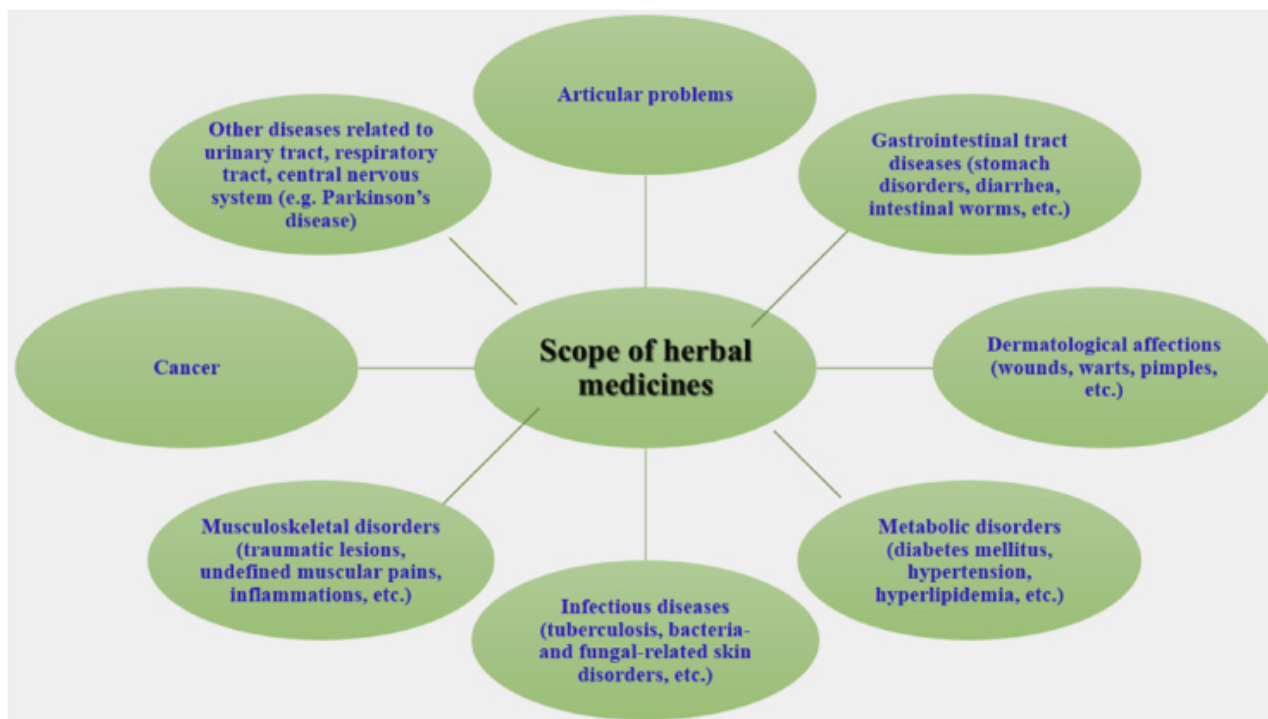 Articular problems
Other diseases related to
urinary tract, respiratory
tract, central nervous
system (e.g. Parkinson’s
disease)
Gastrointestinal tract
diseases (stomach
disorders, diarrhea,
intestinal worms, etc.)
Scope of herbal
medicines
Cancer
Dermatological affections
(wounds, warts, pimples,
etc.)
Musculoskeletal disorders
(traumatic lesions,
undefined muscular pains,
inflammations, etc.)
Metabolic disorders
(diabetes mellitus,
hypertension,
hyperlipidemia, etc.)
Infectious diseases
(tuberculosis, bacteria-
and fungal-related skin
disorders, etc.)